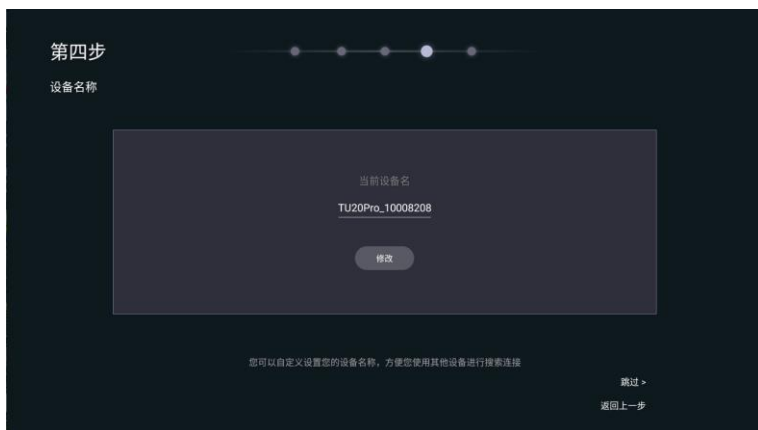 第四步
设备名称
当前设备名
TU20Pro_10008208
修改
您可以自定义设置您的设备名称，方便您使用其他设备进行搜索连接
跳过 >
返回上一步